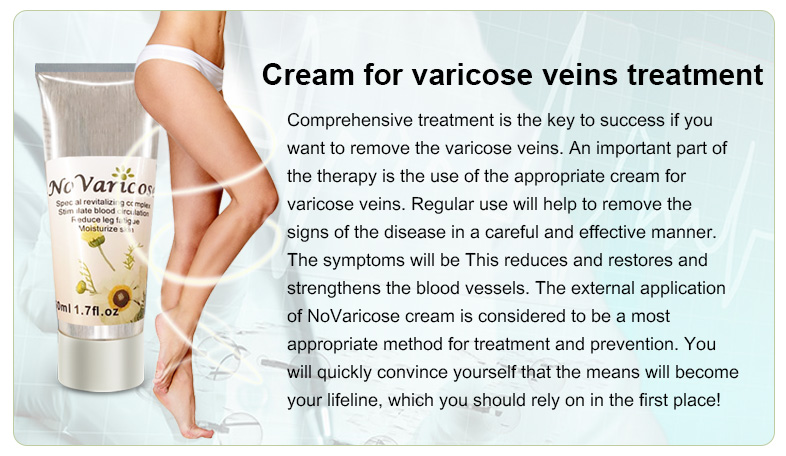 Cream for varicose veins treatment
Comprehensive treatment is the key to success if you
want to remove the varicose veins. An important part of
the therapy is the use of the appropriate cream for
varicose veins. Regular use will help to remove the
signs of the disease in a careful and effective manner.
The symptoms will be This reduces and restores and
strengthens the blood vessels. The external application
of NoVaricose cream is considered to be a most
appropriate method for treatment and prevention. You
will quickly convince yourself that the means will become
your lifeline, which you should rely on in the first place!
NoVaricose
Special revitalizing complex
Stimulate blood circulation
Reduce leg fatigue
Moisturize skin
0ml 1.7fl.oz